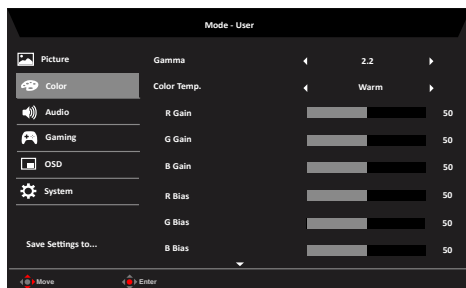 Mode - User
Picture
Gamma 2.2
Color
Color Temp. Warm
Audio
R Gain 50
Gaming
G Gain 50
OSD
B Gain 50
System
R Bias 50
G Bias 50
Save Settings to...
B Bias 50
Move Enter